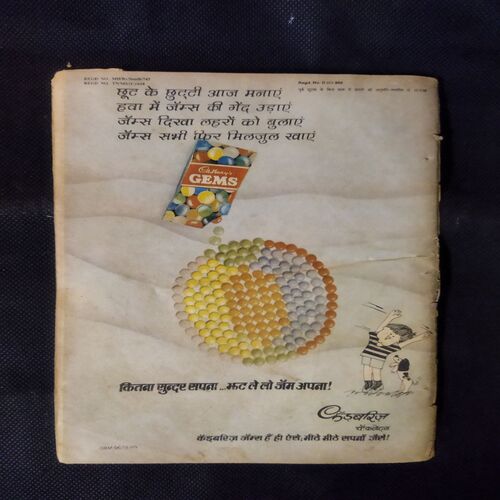 छूट के छुट्टी आज मनाएं
हवा में जॅम्स की गेंद उड़ाएं
जॅम्स दिखा लहरों को बुलाएं
जॅम्स सभी फिर मिलजुल खाएं
Cadbury's
GEMS
कितना सुन्दर सपना...झट ले लो जॅम अपना!
कॅडबरिज़
चॉकलेट्स
कॅडबरिज़ जॅम्स हैं ही ऐसे, मीठे मीठे सपनों जैसे!